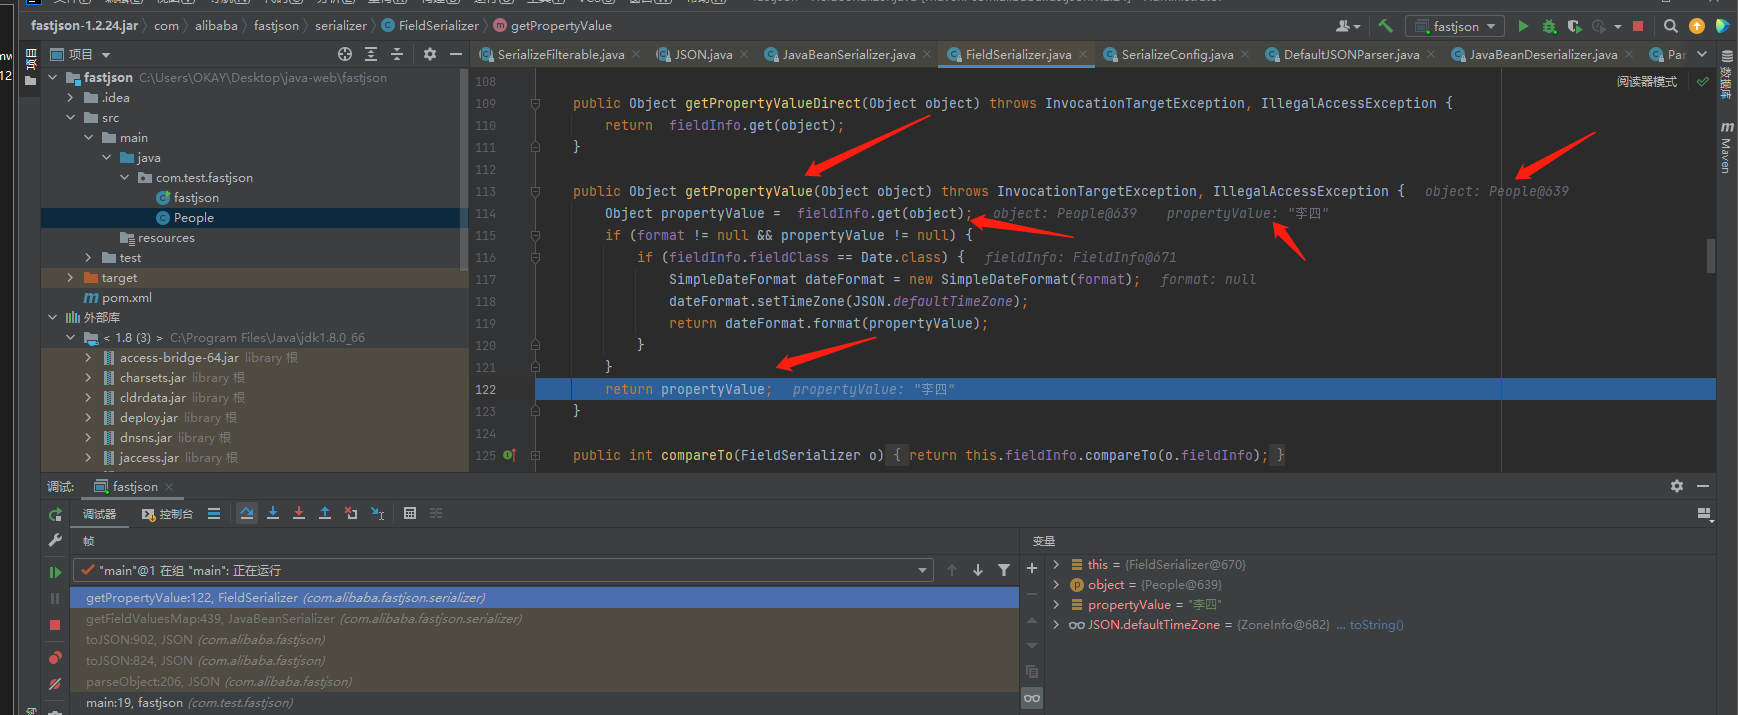 fastjson-1.2.24.jar com alibaba fastjson serializer FieldSerializer getPropertyValue
fastjson
项目
SerializeFilterable.java JSON.java JavaBeanSerializer.java FieldSerializer.java SerializeConfig.java DefaultJSONParser.java JavaBeanDeserializer.java Par
fastjson C:\Users\OKAY\Desktop\java-web\fastjson
.idea
src
main
java
com.test.fastjson
fastjson
People
resources
test
target
pom.xml
外部库
< 1.8 (3) > C:\Program Files\Java\jdk1.8.0_66
access-bridge-64.jar library 根
charsets.jar library 根
cldrdata.jar library 根
deploy.jar library 根
dnsns.jar library 根
jaccess.jar library 根
阅读器模式
108
109 public Object getPropertyValueDirect(Object object) throws InvocationTargetException, IllegalAccessException {
110 return fieldInfo.get(object);
111 }
112
113 public Object getPropertyValue(Object object) throws InvocationTargetException, IllegalAccessException { object: People@639
114 Object propertyValue = fieldInfo.get(object); object: People@639 propertyValue: "李四"
115 if (format != null && propertyValue != null) {
116 if (fieldInfo.fieldClass == Date.class) { fieldInfo: FieldInfo@671
117 SimpleDateFormat dateFormat = new SimpleDateFormat(format); format: null
118 dateFormat.setTimeZone(JSON.defaultTimeZone);
119 return dateFormat.format(propertyValue);
120 }
121 }
122 return propertyValue; propertyValue: "李四"
123 }
124
125 public int compareTo(FieldSerializer o) { return this.fieldInfo.compareTo(o.fieldInfo); }
数据库
Maven
调试: fastjson
调试器 控制台
帧
"main"@1 在组 "main": 正在运行
getPropertyValue:122, FieldSerializer (com.alibaba.fastjson.serializer)
getFieldValuesMap:439, JavaBeanSerializer (com.alibaba.fastjson.serializer)
toJSON:902, JSON (com.alibaba.fastjson)
toJSON:824, JSON (com.alibaba.fastjson)
parseObject:206, JSON (com.alibaba.fastjson)
main:19, fastjson (com.test.fastjson)
变量
this = {FieldSerializer@670}
object = {People@639}
propertyValue = "李四"
JSON.defaultTimeZone = {ZoneInfo@682} ... toString()